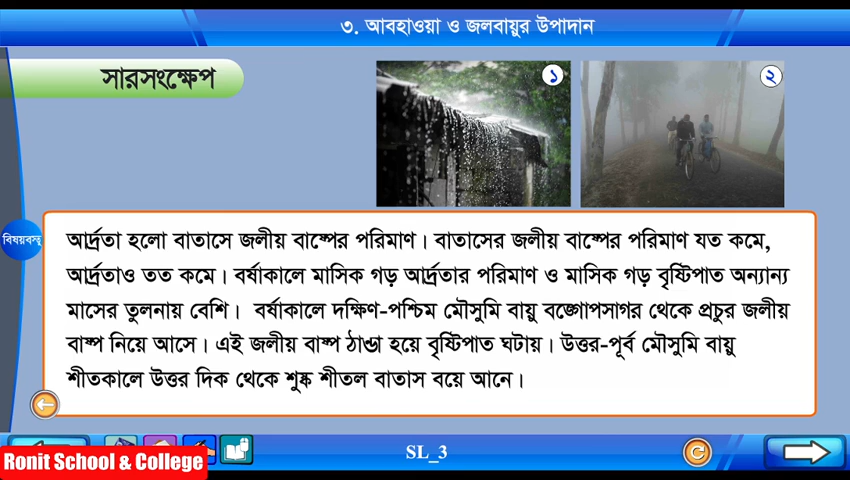 ৩. আবহাওয়া ও জলবায়ুর উপাদান
সারসংক্ষেপ
১
২
বিষয়বস্তু
আর্দ্রতা হলো বাতাসে জলীয় বাষ্পের পরিমাণ। বাতাসের জলীয় বাষ্পের পরিমাণ যত কমে,
আর্দ্রতাও তত কমে। বর্ষাকালে মাসিক গড় আর্দ্রতার পরিমাণ ও মাসিক গড় বৃষ্টিপাত অন্যান্য
মাসের তুলনায় বেশি। বর্ষাকালে দক্ষিণ-পশ্চিম মৌসুমি বায়ু বঙ্গোপসাগর থেকে প্রচুর জলীয়
বাষ্প নিয়ে আসে। এই জলীয় বাষ্প ঠাণ্ডা হয়ে বৃষ্টিপাত ঘটায়। উত্তর-পূর্ব মৌসুমি বায়ু
শীতকালে উত্তর দিক থেকে শুষ্ক শীতল বাতাস বয়ে আনে।
SL_3
Ronit School & College